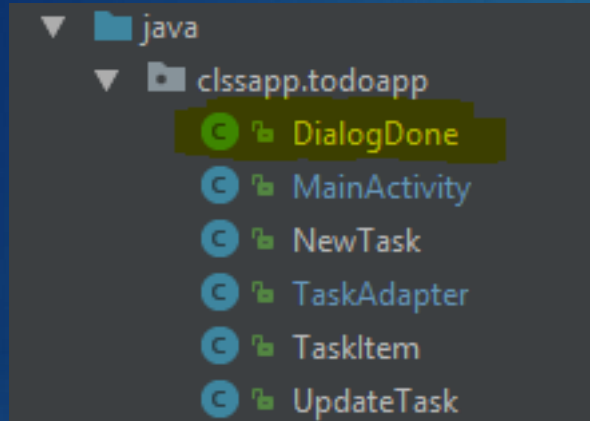 java
clssapp.todoapp
C DialogDone
C MainActivity
C NewTask
C TaskAdapter
C TaskItem
C UpdateTask